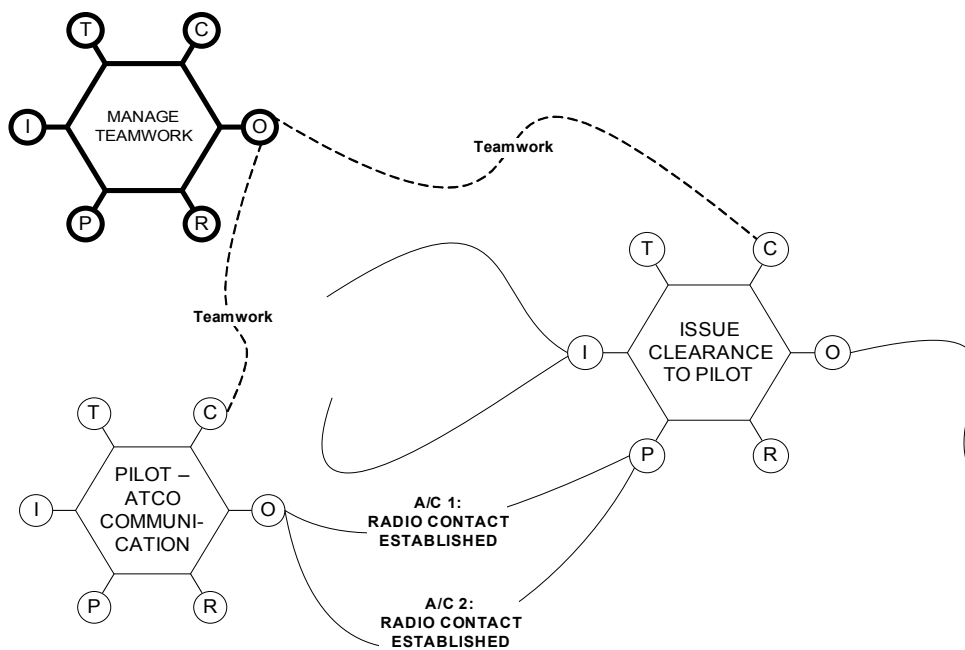 T
C
I
MANAGE
TEAMWORK
O
P
R
Teamwork
Teamwork
T
C
I
ISSUE
CLEARANCE
TO PILOT
O
P
R
T
C
I
PILOT –
ATCO
COMMUNI-
CATION
O
P
R
A/C 1:
RADIO CONTACT
ESTABLISHED
A/C 2:
RADIO CONTACT
ESTABLISHED